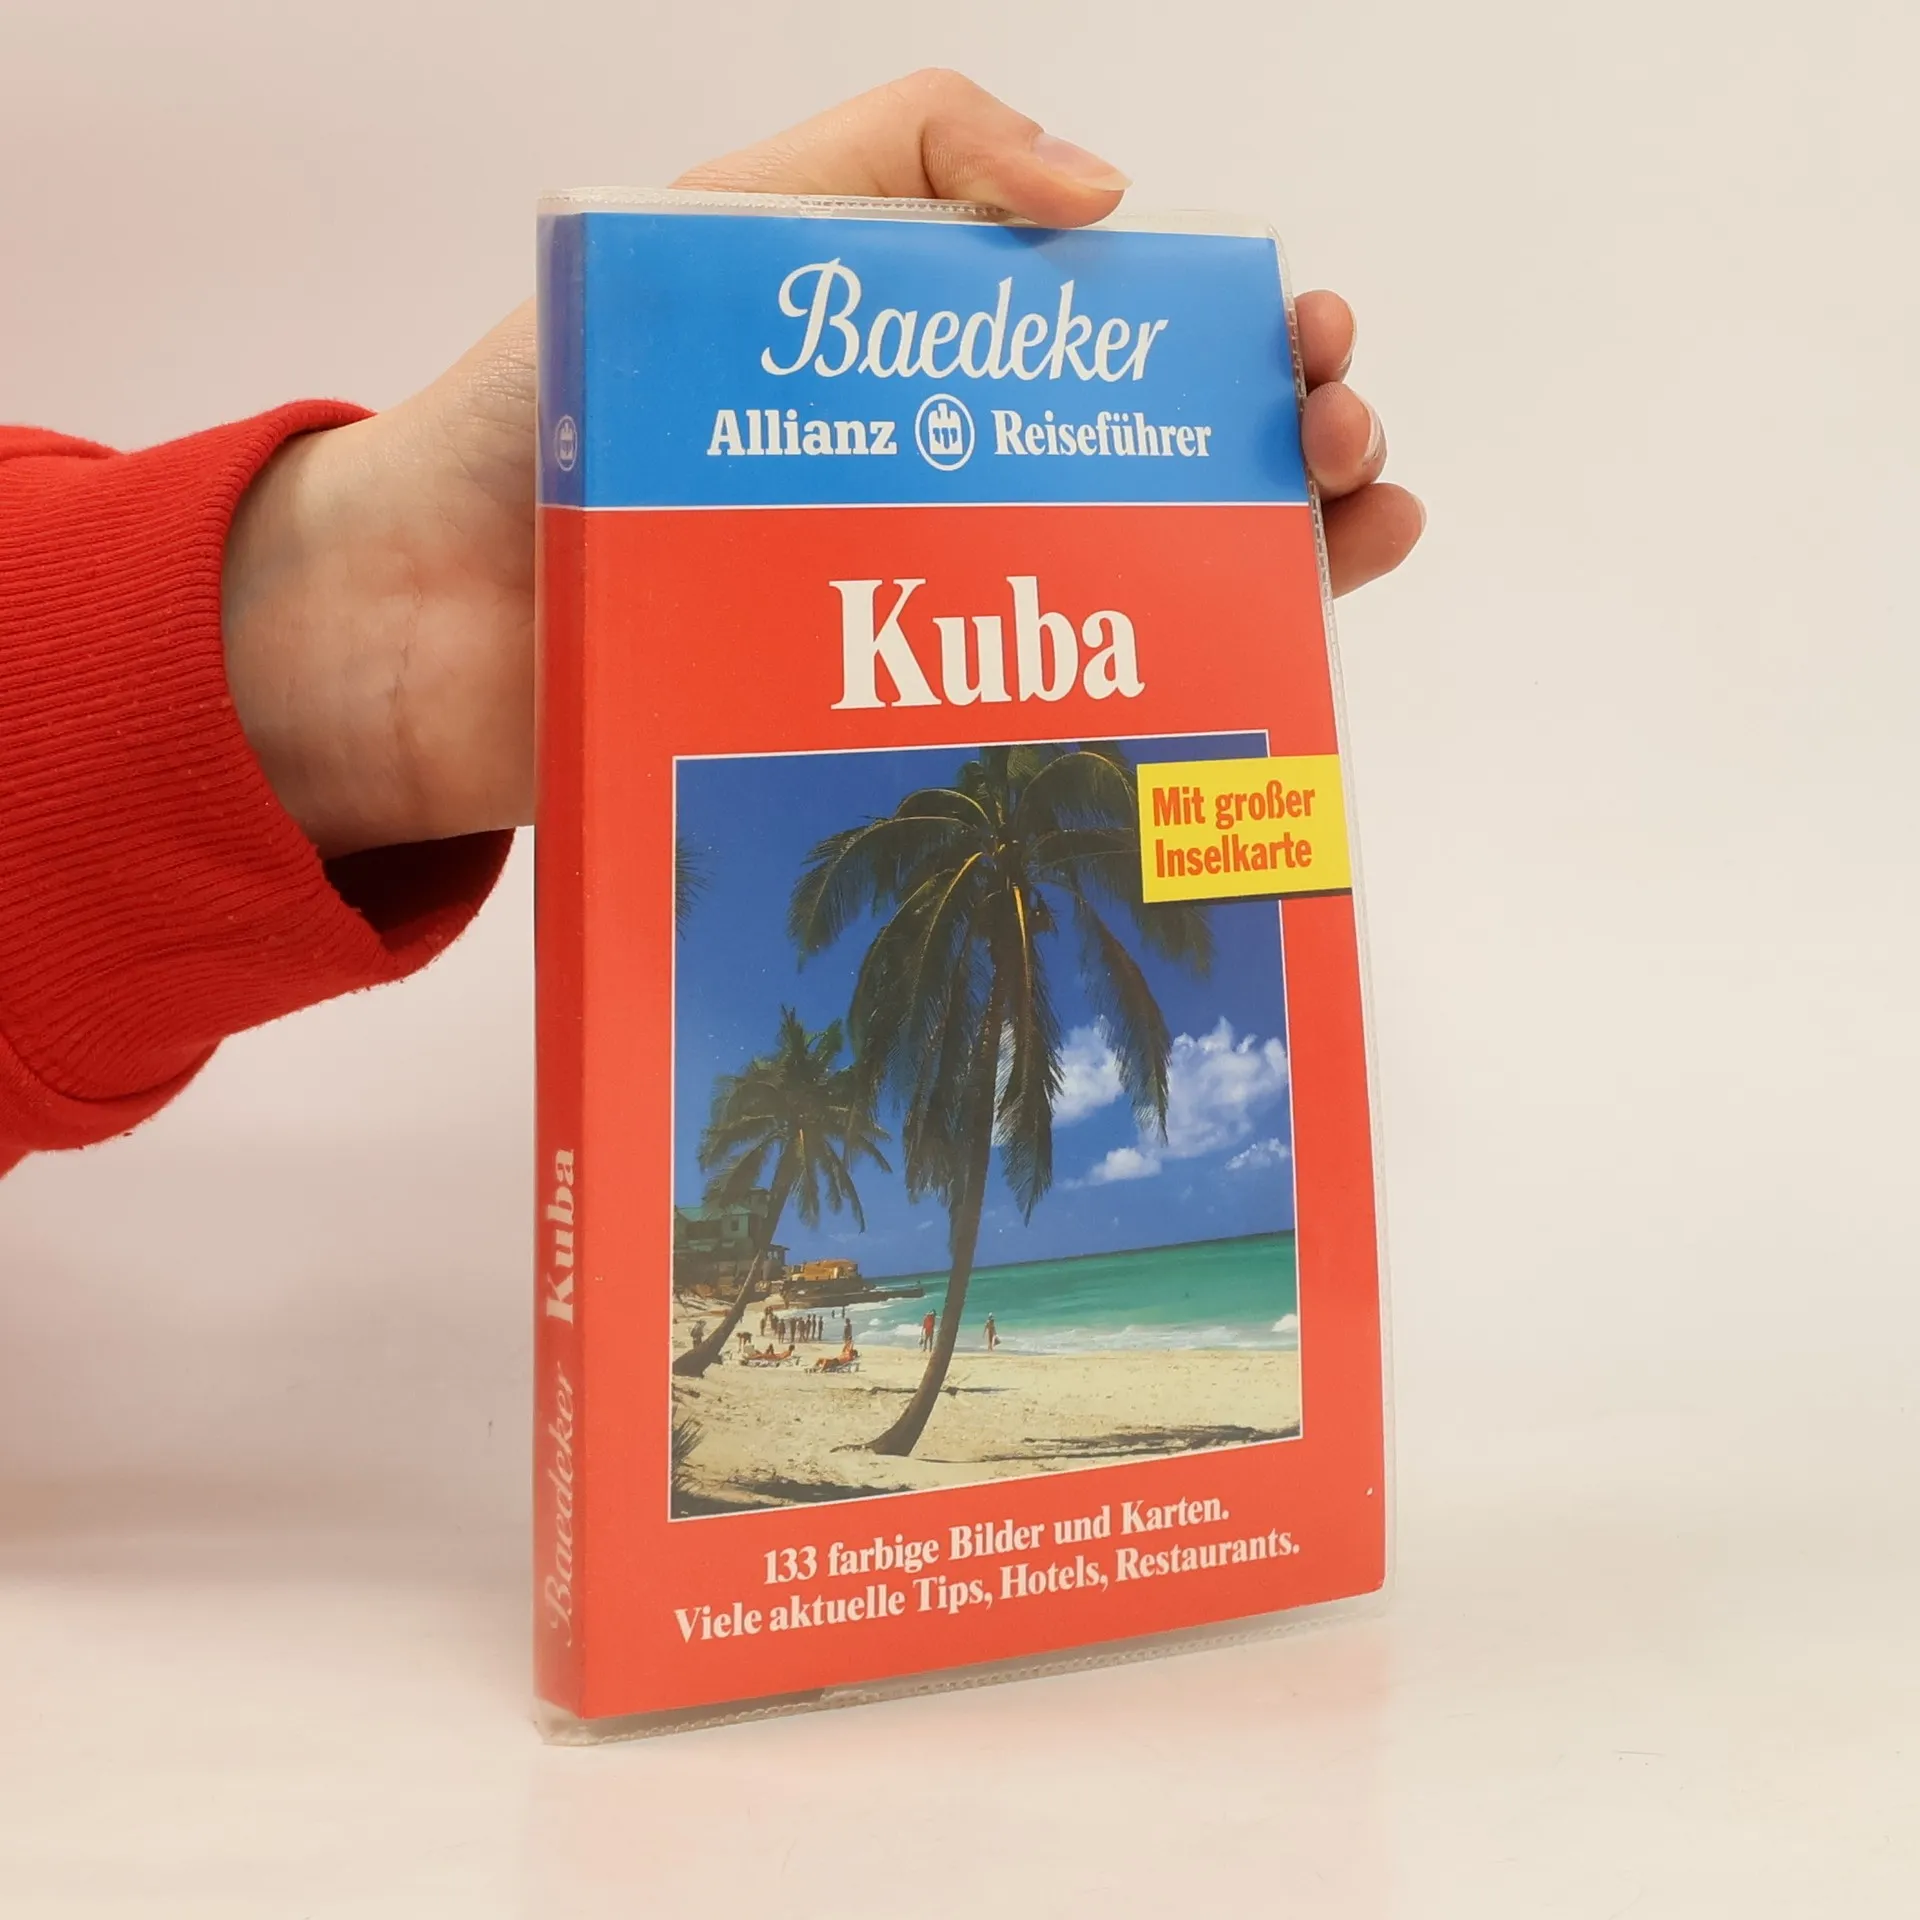 Baedeker
Allianz Reiseführer
Kuba
Mit großer
Inselkarte
133 farbige Bilder und Karten.
Viele aktuelle Tips, Hotels, Restaurants.
Baedeker Kuba